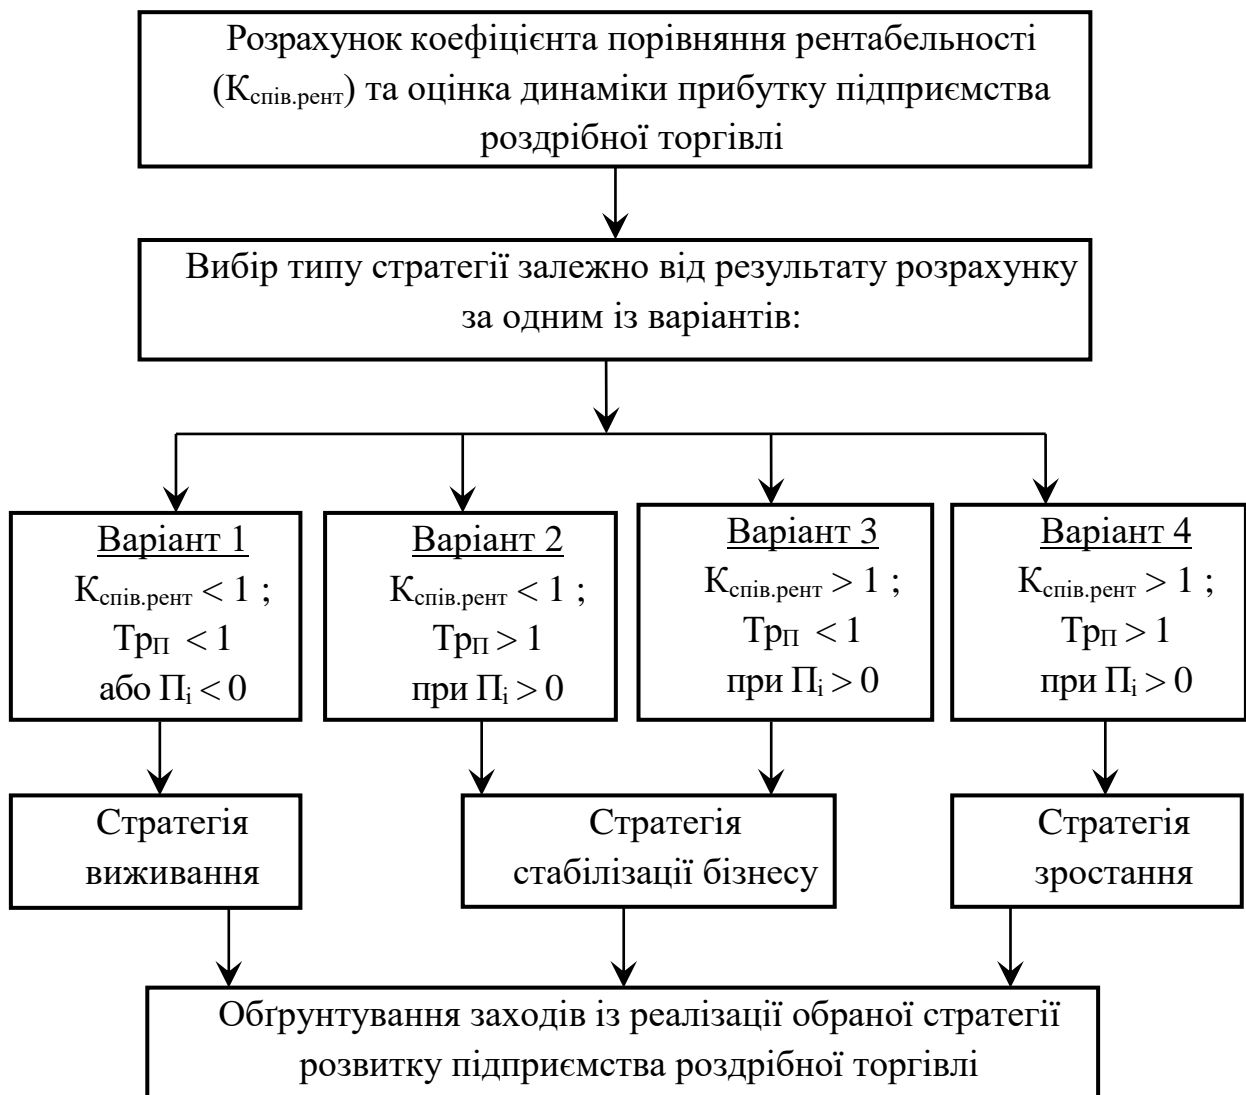 Розрахунок коефіцієнта порівняння рентабельності
(Кспів.рент) та оцінка динаміки прибутку підприємства
роздрібної торгівлі
Вибір типу стратегії залежно від результату розрахунку
за одним із варіантів:
Варіант 1
Кспів.рент < 1 ;
ТрП < 1
або Пі < 0
Варіант 2
Кспів.рент < 1 ;
ТрП > 1
при Пі > 0
Варіант 3
Кспів.рент > 1 ;
ТрП < 1
при Пі > 0
Варіант 4
Кспів.рент > 1 ;
ТрП > 1
при Пі > 0
Стратегія
виживання
Стратегія
стабілізації бізнесу
Стратегія
зростання
Обґрунтування заходів із реалізації обраної стратегії
розвитку підприємства роздрібної торгівлі